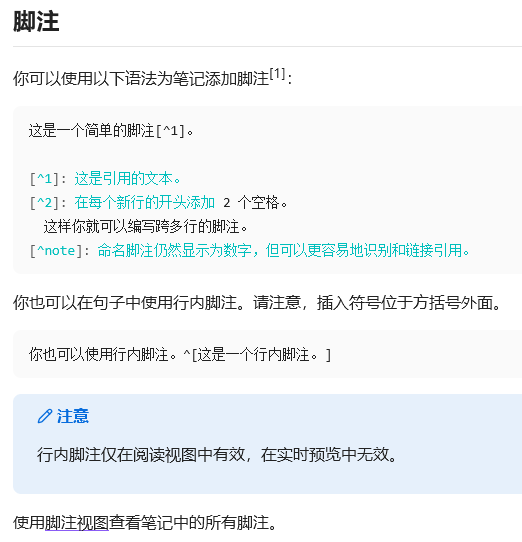 脚注
你可以使用以下语法为笔记添加脚注[1]：
这是一个简单的脚注[^1]。
[^1]: 这是引用的文本。
[^2]: 在每个新行的开头添加 2 个空格。
  这样你就可以编写跨多行的脚注。
[^note]: 命名脚注仍然显示为数字，但可以更容易地识别和链接引用。
你也可以在句子中使用行内脚注。请注意，插入符号位于方括号外面。
你也可以使用行内脚注。^[这是一个行内脚注。]
注意
行内脚注仅在阅读视图中有效，在实时预览中无效。
使用脚注视图查看笔记中的所有脚注。